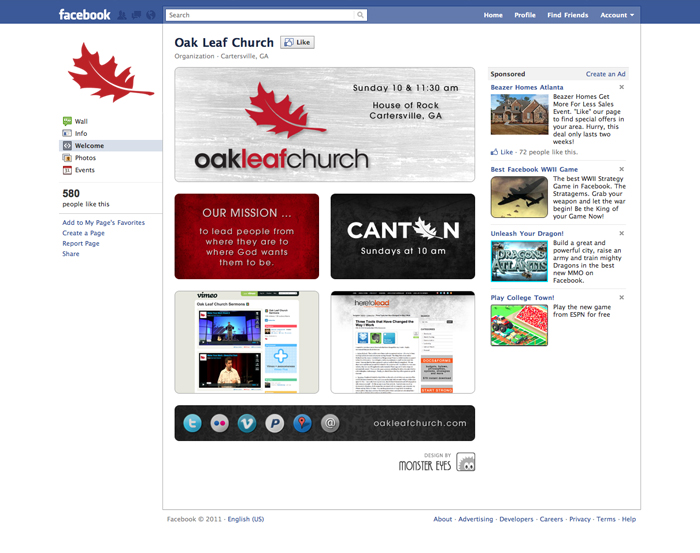 facebook
Search
Home Profile Find Friends Account
Oak Leaf Church Like
Organization · Cartersville, GA
Wall
Info
Welcome
Photos
Events
580
people like this
Add to My Page's Favorites
Create a Page
Report Page
Share
Sunday 10 & 11:30 am
House of Rock
Cartersville, GA
oakleafchurch
OUR MISSION ...
to lead people from
where they are to
where God wants
them to be.
CANTON
Sundays at 10 am
vimeo
Oak Leaf Church Sermons
heretolead
Three Tools that Have Changed the
Way I Work
START STRONG
oakleafchurch.com
DESIGN BY
MONSTER EYES
Sponsored Create an Ad
Beazer Homes Atlanta
Beazer Homes Get
More For Less Sales
Event. "Like" our page
to find special offers in
your area. Hurry, this
deal only lasts two
weeks!
Like · 72 people like this.
Best Facebook WWII Game
The best WWII Strategy
Game in Facebook. The
Stratagems. Grab your
weapon and let the war
begin! Be the King of
your Game Now!
Unleash Your Dragon!
DRAGONS
ATLANTIS
Build a great and
powerful city, raise an
army and train mighty
Dragons in the best
new MMO on
Facebook.
Play College Town!
Play the new game
from ESPN for free
Facebook © 2011 · English (US)
About · Advertising · Developers · Careers · Privacy · Terms · Help